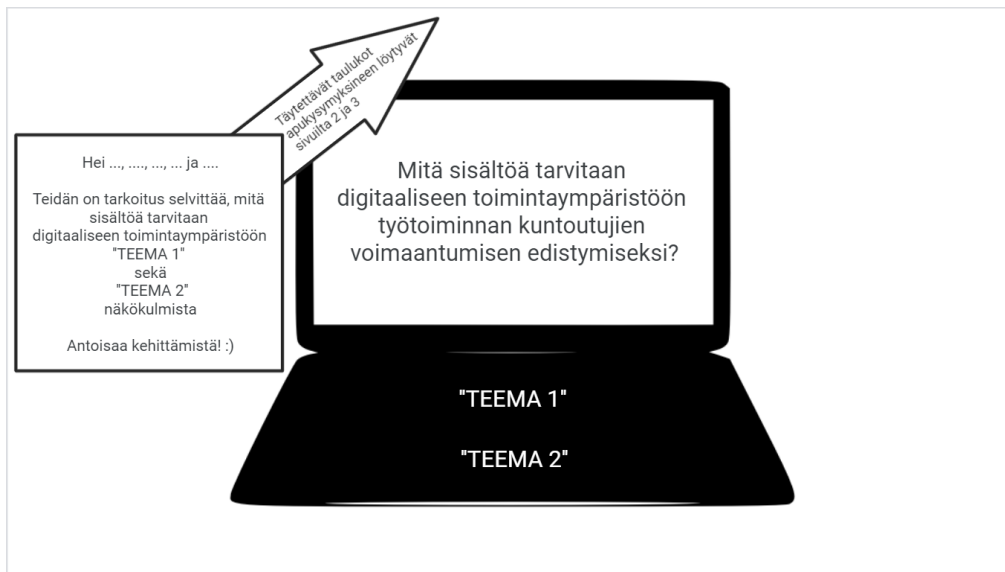 Täytettävät taulukot
apukysymyksineen löytyvät
sivuilta 2 ja 3
Hei ..., ...., ..., ... ja ....
Teidän on tarkoitus selvittää, mitä
sisältöä tarvitaan
digitaaliseen toimintaympäristöön
"TEEMA 1"
sekä
"TEEMA 2"
näkökulmista
Antoisaa kehittämistä! :)
Mitä sisältöä tarvitaan
digitaaliseen toimintaympäristöön
työtoiminnan kuntoutujien
voimaantumisen edistymiseksi?
"TEEMA 1"
"TEEMA 2"